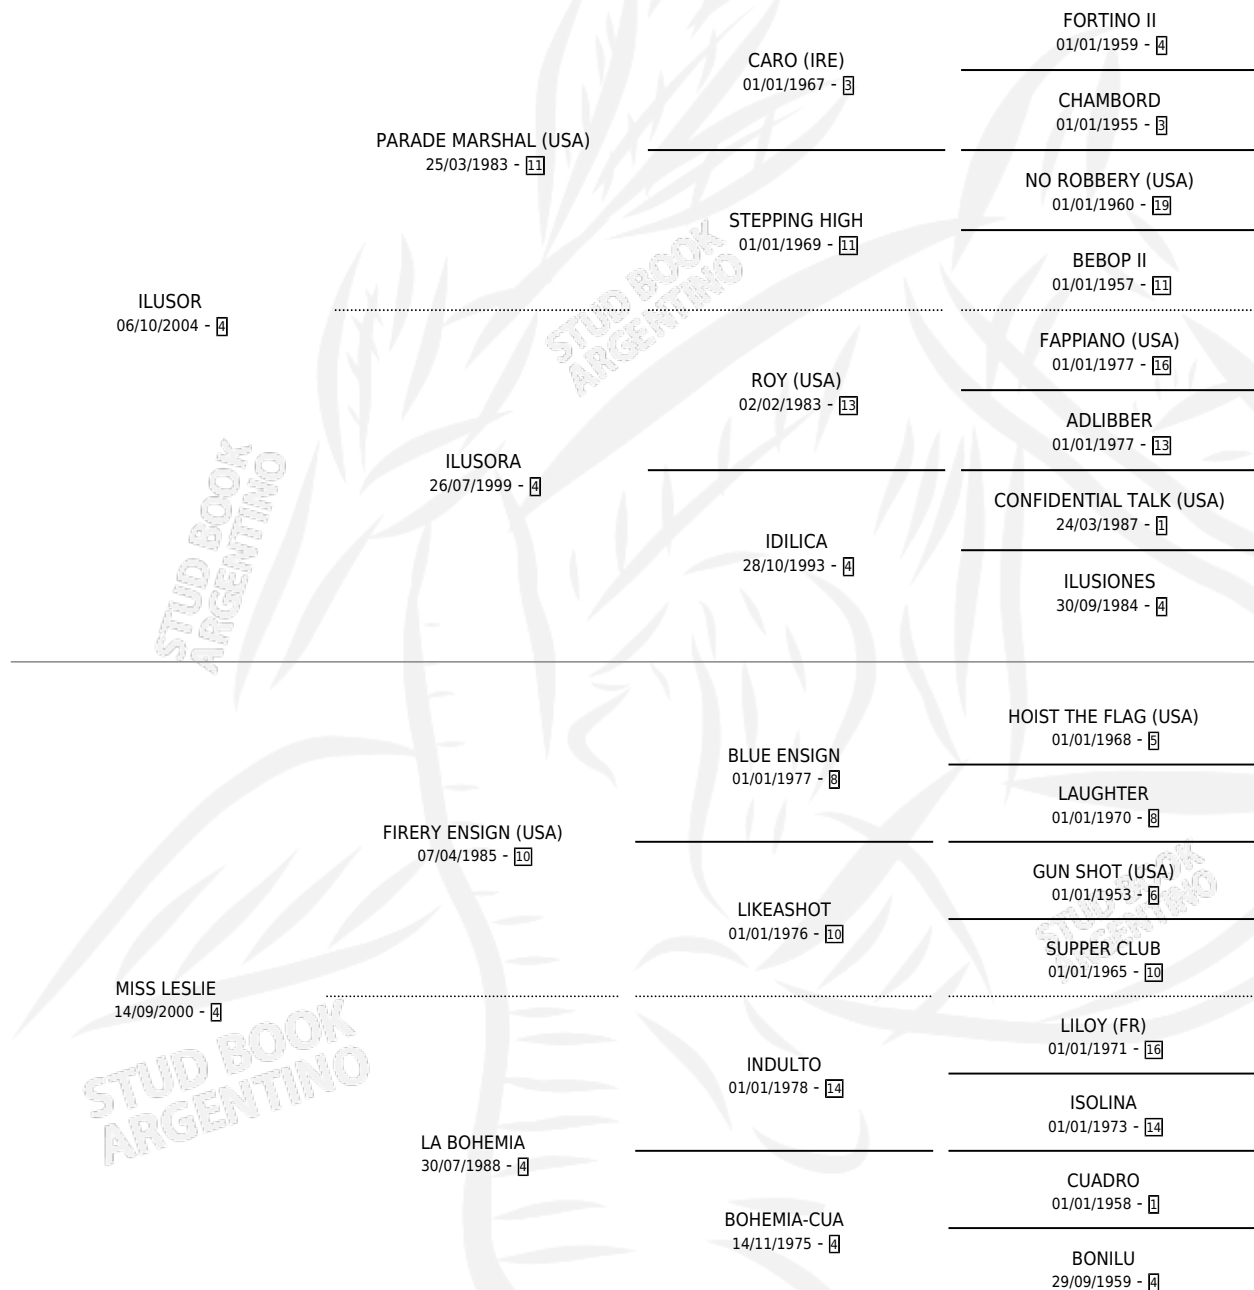 FORTINO II
01/01/1959 - 4
CARO (IRE)
01/01/1967 - 3
CHAMBORD
01/01/1955 - 3
PARADE MARSHAL (USA)
25/03/1983 - 11
NO ROBBERY (USA)
01/01/1960 - 19
STEPPING HIGH
01/01/1969 - 11
BEBOP II
01/01/1957 - 11
ILUSOR
06/10/2004 - 4
FAPPIANO (USA)
01/01/1977 - 16
ROY (USA)
02/02/1983 - 13
ADLIBBER
01/01/1977 - 13
ILUSORA
26/07/1999 - 4
CONFIDENTIAL TALK (USA)
24/03/1987 - 1
IDILICA
28/10/1993 - 4
ILUSIONES
30/09/1984 - 4
STUD BOOK
ARGENTINO
STUD BOOK
ARGENTINO
HOIST THE FLAG (USA)
01/01/1968 - 5
BLUE ENSIGN
01/01/1977 - 8
LAUGHTER
01/01/1970 - 8
FIRERY ENSIGN (USA)
07/04/1985 - 10
GUN SHOT (USA)
01/01/1953 - 6
LIKEASHOT
01/01/1976 - 10
SUPPER CLUB
01/01/1965 - 10
MISS LESLIE
14/09/2000 - 4
LILOY (FR)
01/01/1971 - 16
INDULTO
01/01/1978 - 14
ISOLINA
01/01/1973 - 14
LA BOHEMIA
30/07/1988 - 4
CUADRO
01/01/1958 - 1
BOHEMIA-CUA
14/11/1975 - 4
BONILU
29/09/1959 - 4
STUD BOOK
ARGENTINO
STUD BOOK
ARGENTINO